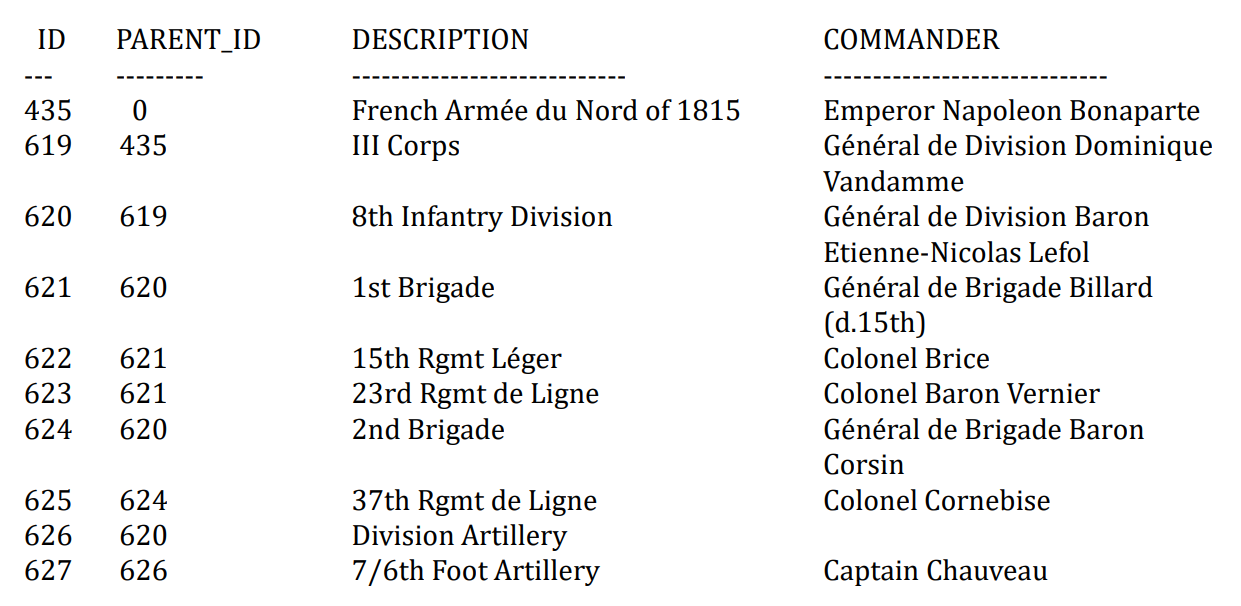 ID PARENT_ID DESCRIPTION COMMANDER
--- --------- ---------------------------- -----------------------------
435 0 French Armée du Nord of 1815 Emperor Napoleon Bonaparte
619 435 III Corps Général de Division Dominique
Vandamme
620 619 8th Infantry Division Général de Division Baron
Etienne-Nicolas Lefol
621 620 1st Brigade Général de Brigade Billard
(d.15th)
622 621 15th Rgmt Léger Colonel Brice
623 621 23rd Rgmt de Ligne Colonel Baron Vernier
624 620 2nd Brigade Général de Brigade Baron
Corsin
625 624 37th Rgmt de Ligne Colonel Cornebise
626 620 Division Artillery
627 626 7/6th Foot Artillery Captain Chauveau